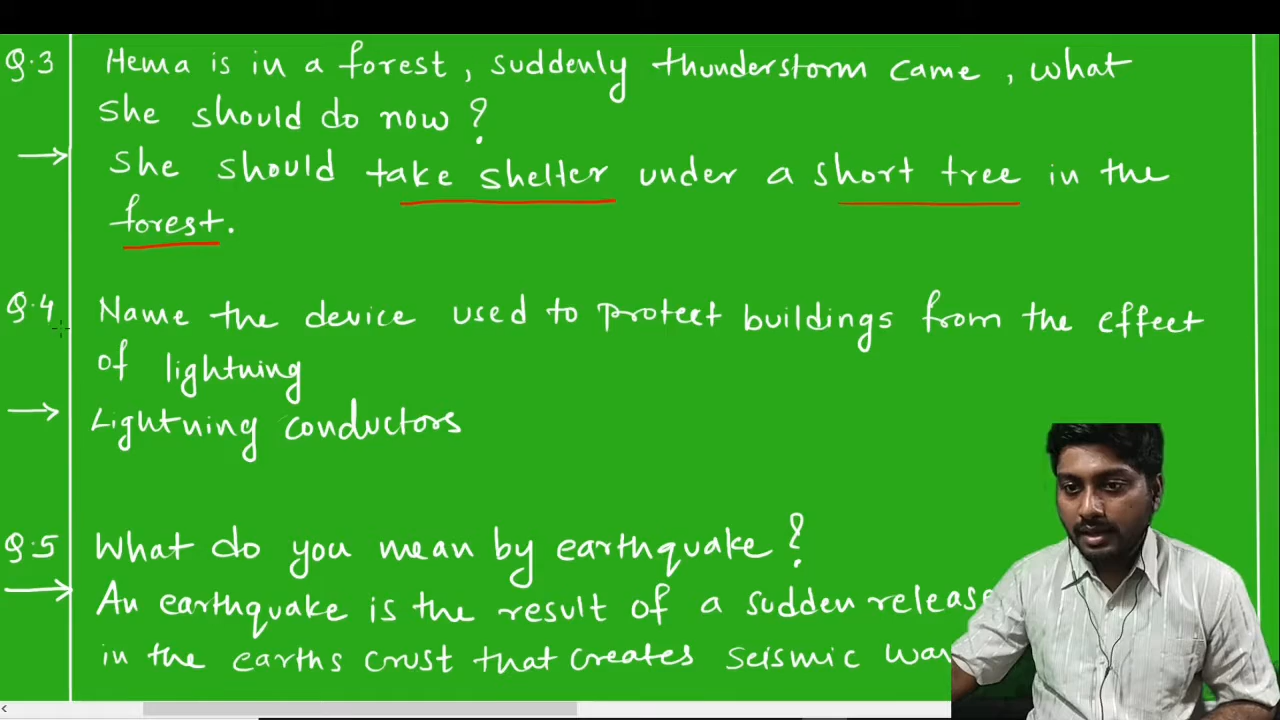 Q.3 Hema is in a forest, suddenly thunderstorm came, what
she should do now?
→ She should take shelter under a short tree in the
forest.
Q.4 Name the device used to protect buildings from the effect
of lightning
→ Lightning conductors
Q.5 What do you mean by earthquake?
→ An earthquake is the result of a sudden release
in the earths crust that creates seismic